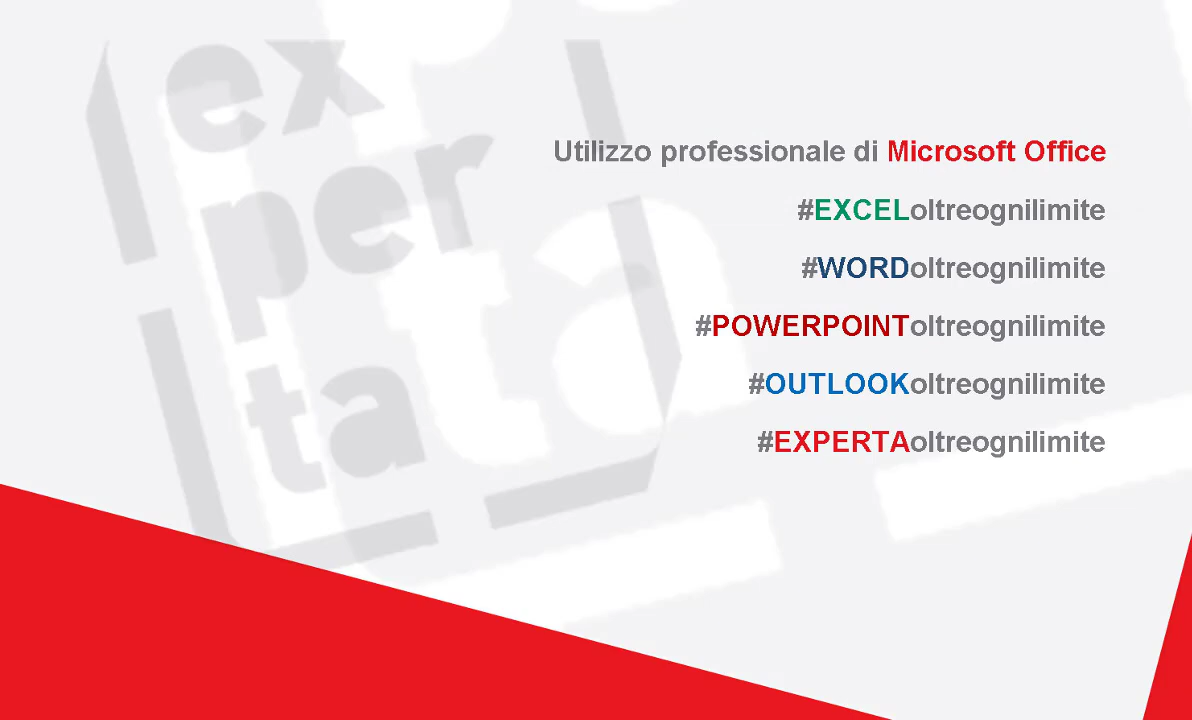 ex
per
ta
Utilizzo professionale di Microsoft Office
#EXCELoltreognilimite
#WORDoltreognilimite
#POWERPOINToltreognilimite
#OUTLOOKoltreognilimite
#EXPERTAoltreognilimite